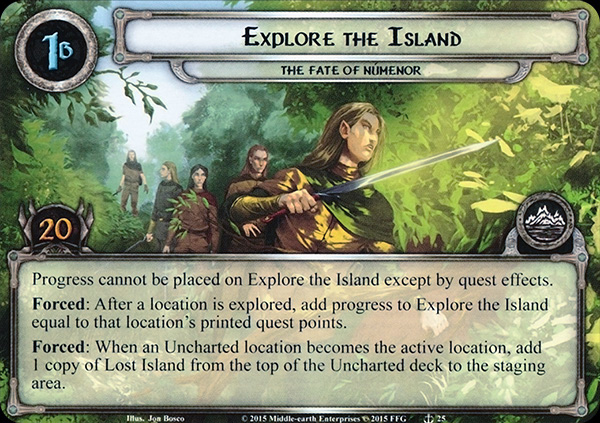 1B
EXPLORE THE ISLAND
THE FATE OF NÚMENOR
20
Progress cannot be placed on Explore the Island except by quest effects.
Forced: After a location is explored, add progress to Explore the Island
equal to that location's printed quest points.
Forced: When an Uncharted location becomes the active location, add
1 copy of Lost Island from the top of the Uncharted deck to the staging
area.
Illus. Jon Bosco © 2015 Middle-earth Enterprises © 2015 FFG 25